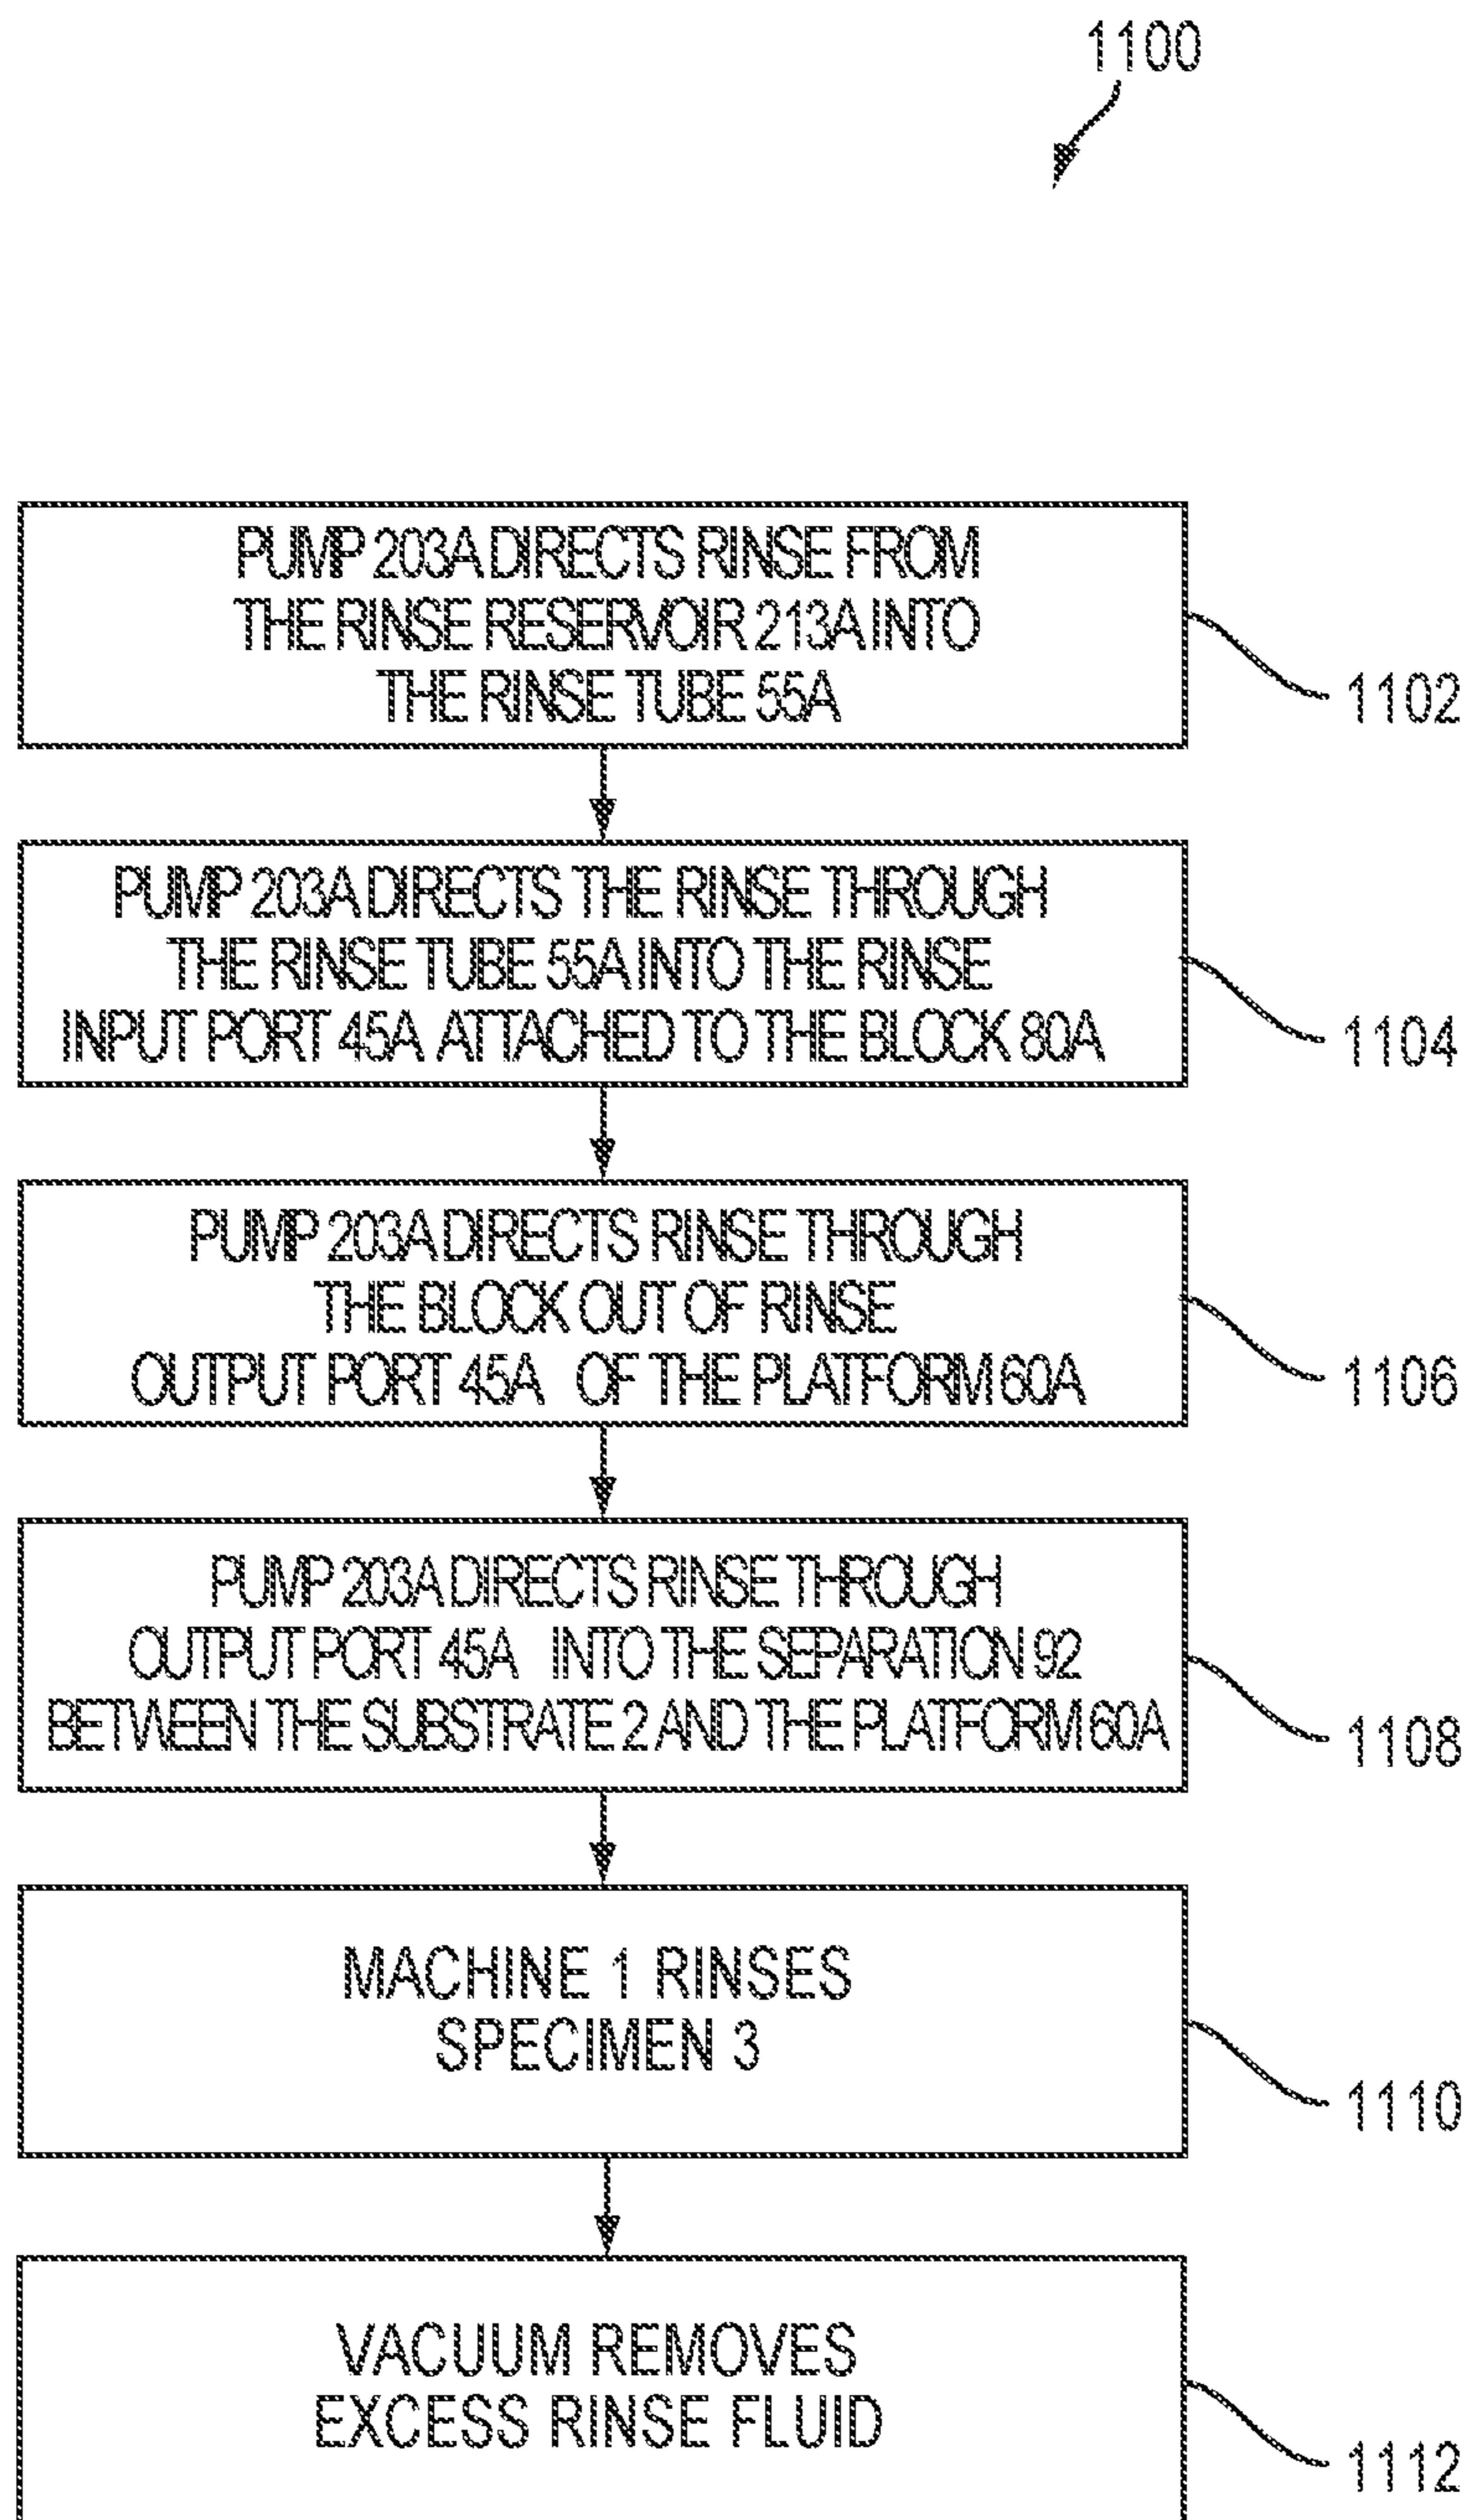 1100
PUMP 203A DIRECTS RINSE FROM
THE RINSE RESERVOIR 213A INTO
THE RINSE TUBE 55A
1102
PUMP 203A DIRECTS THE RINSE THROUGH
THE RINSE TUBE 55A INTO THE RINSE
INPUT PORT 45A ATTACHED TO THE BLOCK 80A
1104
PUMP 203A DIRECTS RINSE THROUGH
THE BLOCK OUT OF RINSE
OUTPUT PORT 45A OF THE PLATFORM 60A
1106
PUMP 203A DIRECTS RINSE THROUGH
OUTPUT PORT 45A INTO THE SEPARATION 92
BETWEEN THE SUBSTRATE 2 AND THE PLATFORM 60A
1108
MACHINE 1 RINSES
SPECIMEN 3
1110
VACUUM REMOVES
EXCESS RINSE FLUID
1112